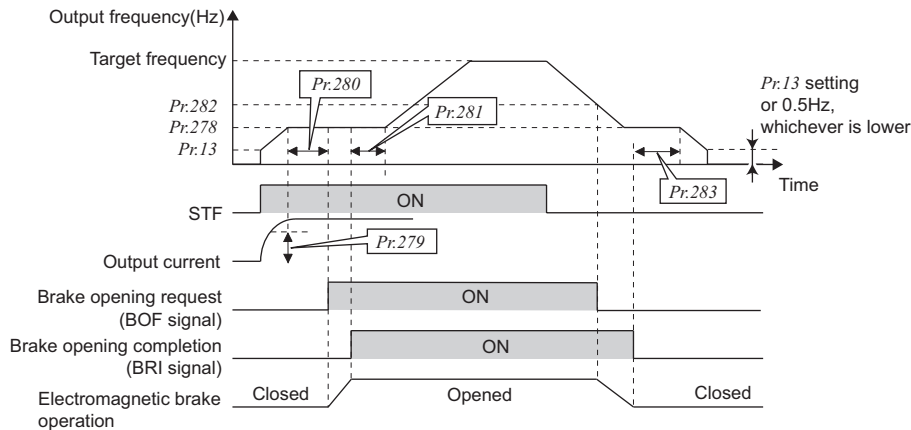 Output frequency(Hz)
Target frequency
Pr.280
Pr.282
Pr.281
Pr.278
Pr.13
Pr.13 setting
or 0.5Hz,
whichever is lower
Time
Pr.283
STF
ON
Pr.279
Output current
Brake opening request
(BOF signal)
ON
Brake opening completion
(BRI signal)
ON
Electromagnetic brake
operation
Closed
Opened
Closed